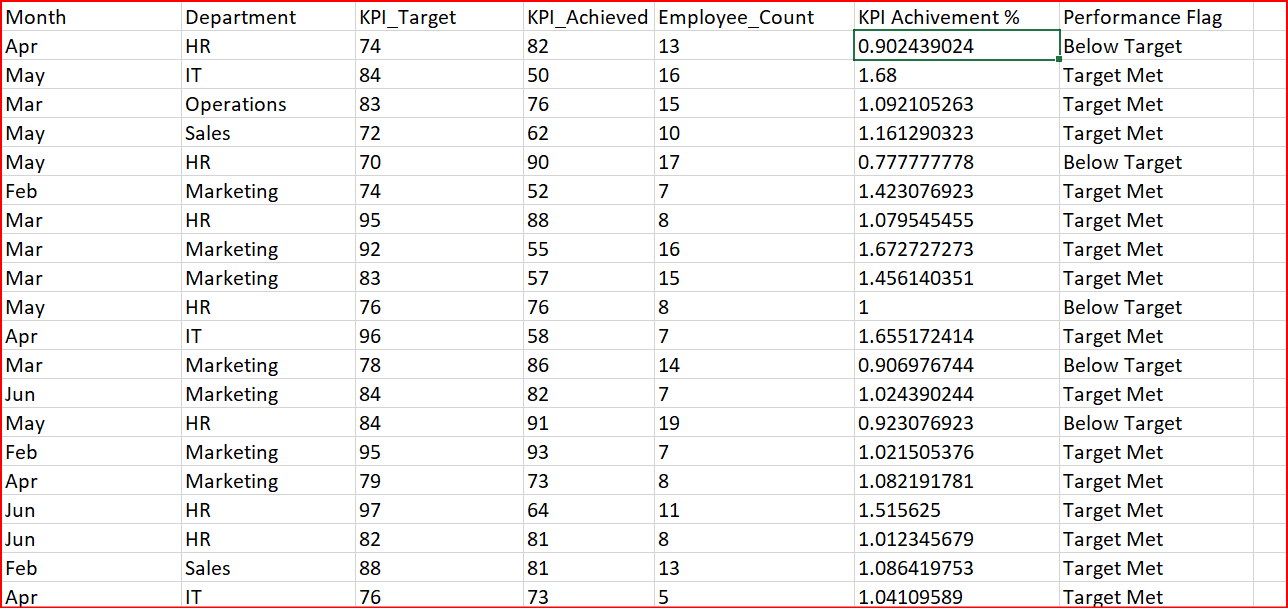 Month Department KPI_Target KPI_Achieved Employee_Count KPI Achivement % Performance Flag
Apr HR 74 82 13 0.902439024 Below Target
May IT 84 50 16 1.68 Target Met
Mar Operations 83 76 15 1.092105263 Target Met
May Sales 72 62 10 1.161290323 Target Met
May HR 70 90 17 0.777777778 Below Target
Feb Marketing 74 52 7 1.423076923 Target Met
Mar HR 95 88 8 1.079545455 Target Met
Mar Marketing 92 55 16 1.672727273 Target Met
Mar Marketing 83 57 15 1.456140351 Target Met
May HR 76 76 8 1 Below Target
Apr IT 96 58 7 1.655172414 Target Met
Mar Marketing 78 86 14 0.906976744 Below Target
Jun Marketing 84 82 7 1.024390244 Target Met
May HR 84 91 19 0.923076923 Below Target
Feb Marketing 95 93 7 1.021505376 Target Met
Apr Marketing 79 73 8 1.082191781 Target Met
Jun HR 97 64 11 1.515625 Target Met
Jun HR 82 81 8 1.012345679 Target Met
Feb Sales 88 81 13 1.086419753 Target Met
Apr IT 76 73 5 1.04109589 Target Met